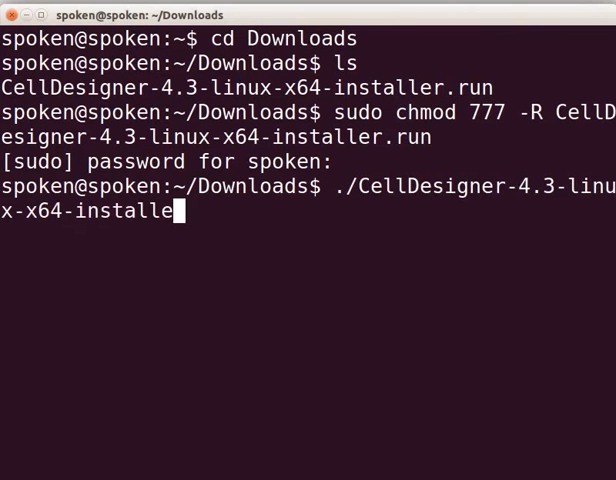 spoken@spoken: ~/Downloads
spoken@spoken:~$ cd Downloads
spoken@spoken:~/Downloads$ ls
CellDesigner-4.3-linux-x64-installer.run
spoken@spoken:~/Downloads$ sudo chmod 777 -R CellD
esigner-4.3-linux-x64-installer.run
[sudo] password for spoken:
spoken@spoken:~/Downloads$ ./CellDesigner-4.3-linu
x-x64-installe